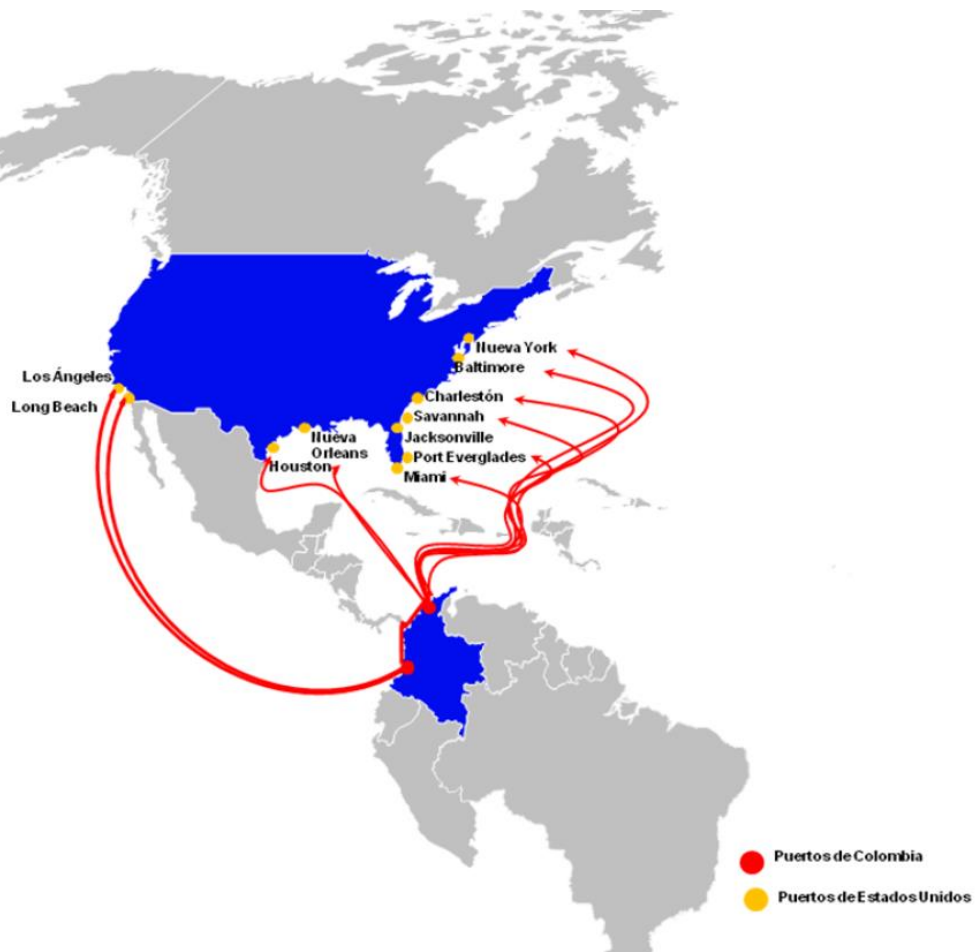 Nueva York
Baltimore
Los Ángeles
Charlestón
Long Beach
Savannah
Nueva
Orleans
Jacksonville
Houston
Port Everglades
Miami
Puertos de Colombia
Puertos de Estados Unidos